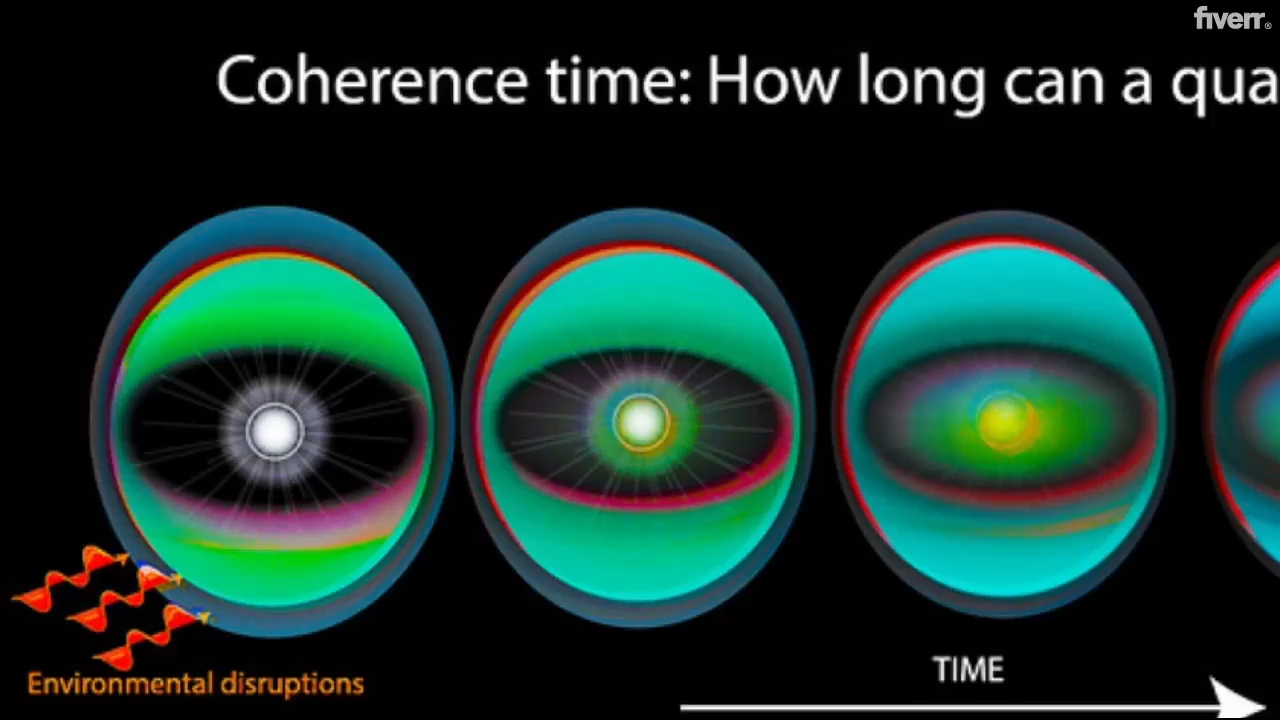 fiverr®
Coherence time: How long can a qua
Environmental disruptions
TIME